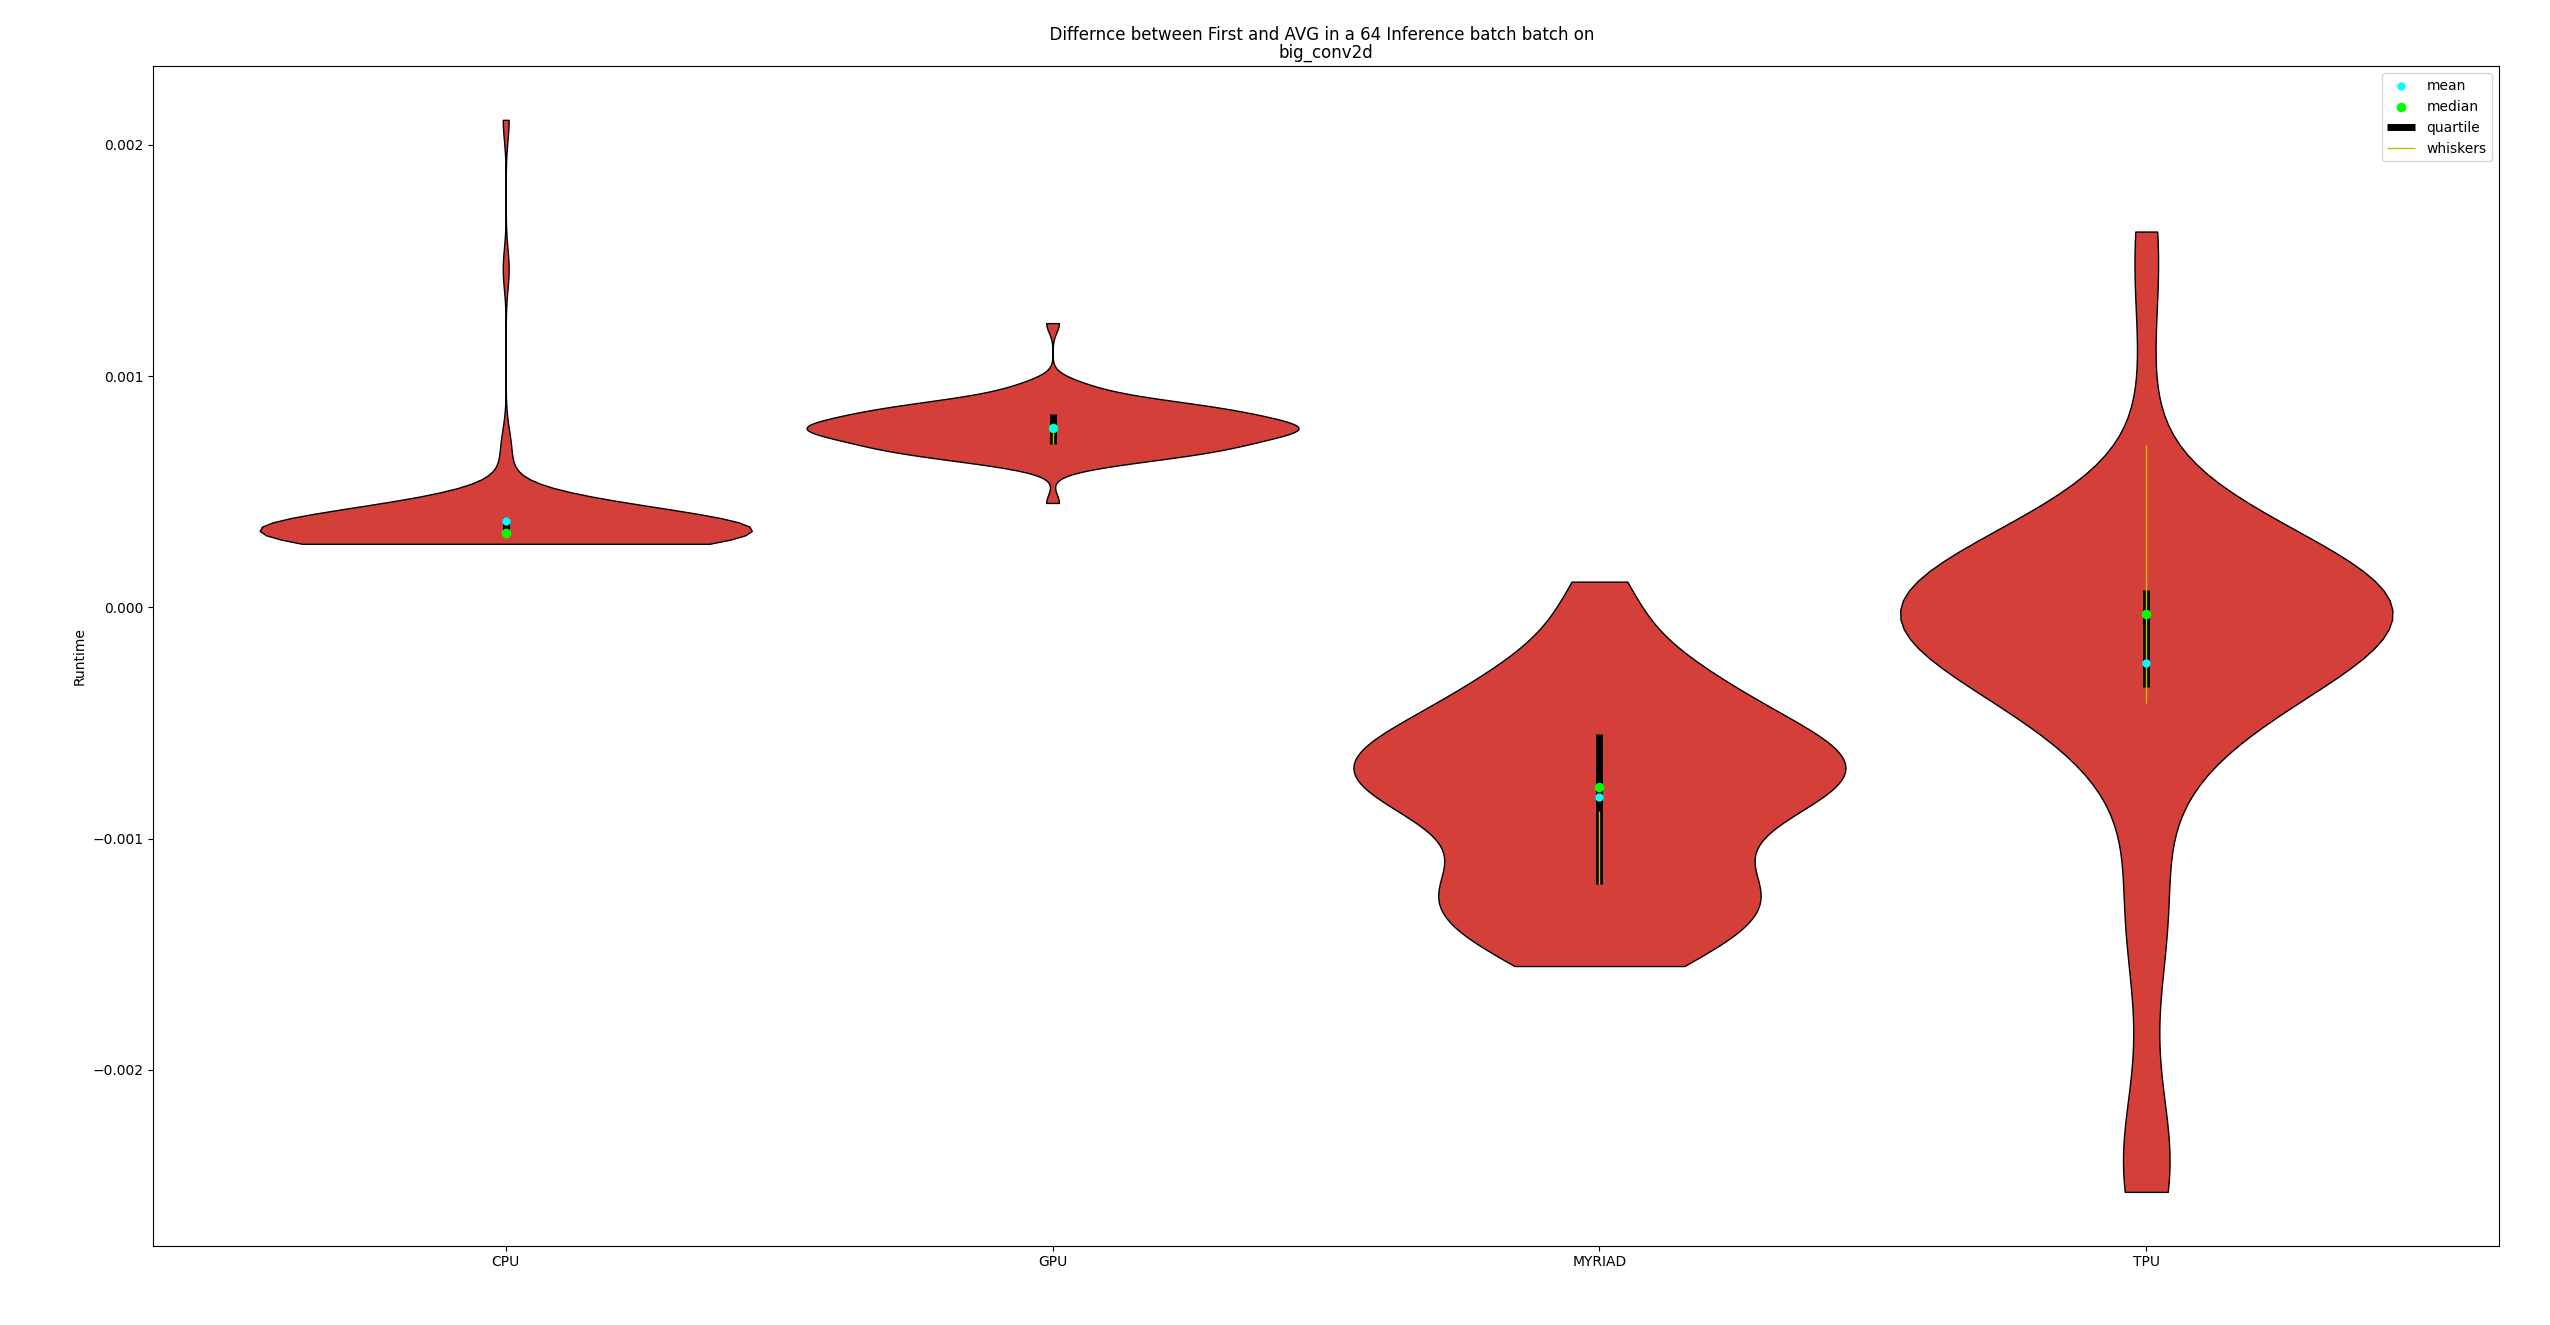 Differnce between First and AVG in a 64 Inference batch batch on
big_conv2d
mean
median
quartile
whiskers
0.002
0.001
0.000
−0.001
−0.002
Runtime
CPU
GPU
MYRIAD
TPU